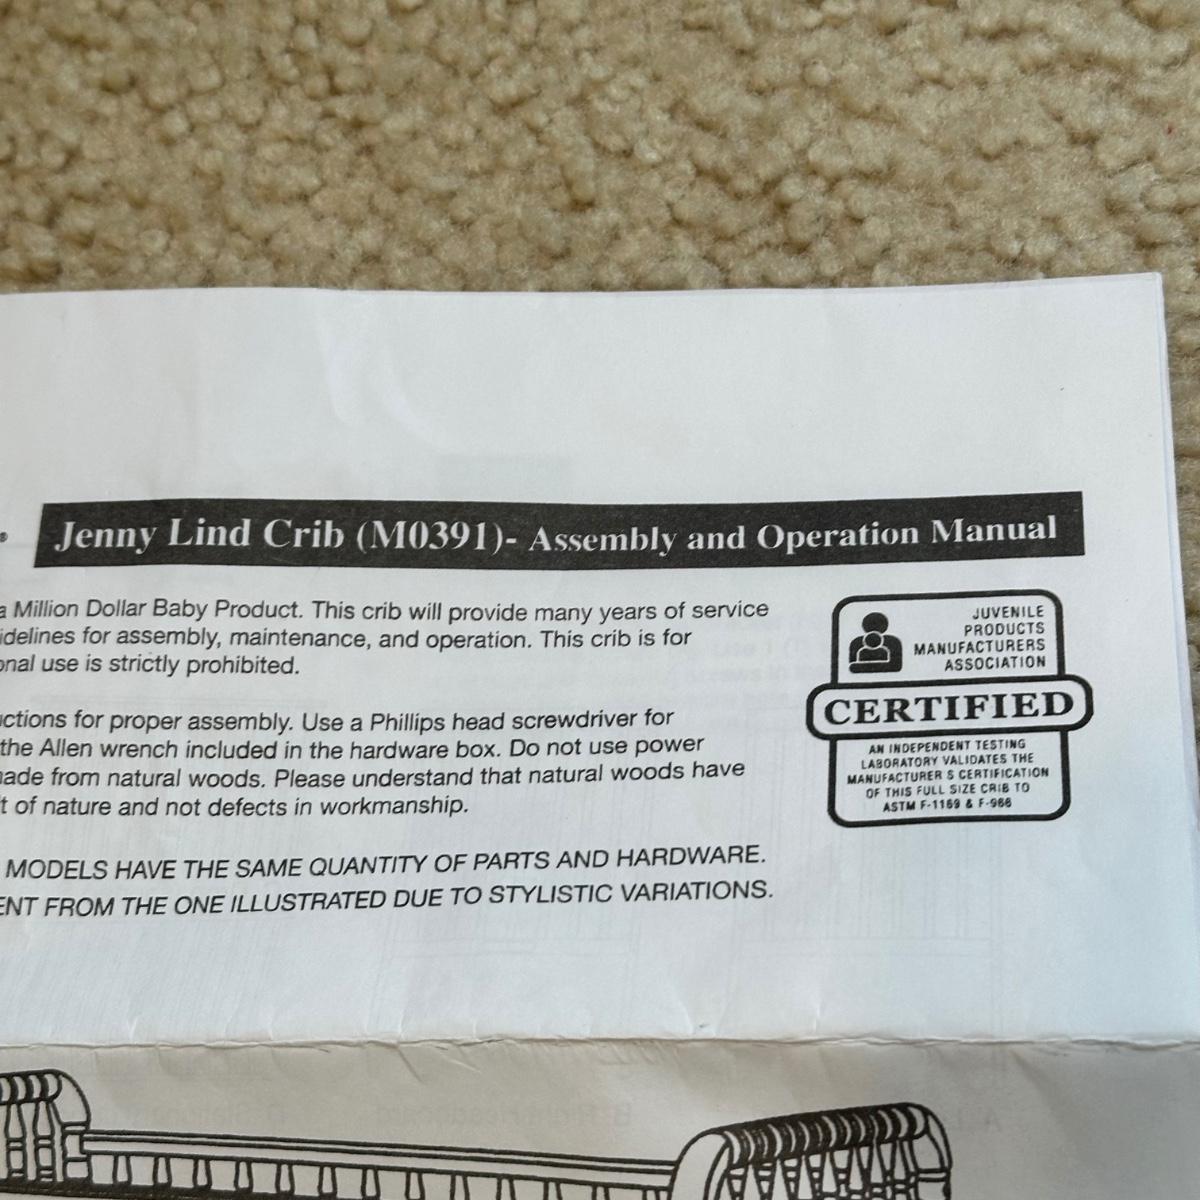 ®
Jenny Lind Crib (M0391)- Assembly and Operation Manual
a Million Dollar Baby Product. This crib will provide many years of service
idelines for assembly, maintenance, and operation. This crib is for
onal use is strictly prohibited.
uctions for proper assembly. Use a Phillips head screwdriver for
the Allen wrench included in the hardware box. Do not use power
nade from natural woods. Please understand that natural woods have
t of nature and not defects in workmanship.
MODELS HAVE THE SAME QUANTITY OF PARTS AND HARDWARE.
ENT FROM THE ONE ILLUSTRATED DUE TO STYLISTIC VARIATIONS.
JUVENILE
PRODUCTS
MANUFACTURERS
ASSOCIATION
CERTIFIED
AN INDEPENDENT TESTING
LABORATORY VALIDATES THE
MANUFACTURER S CERTIFICATION
OF THIS FULL SIZE CRIB TO
ASTM F-1169 & F-966